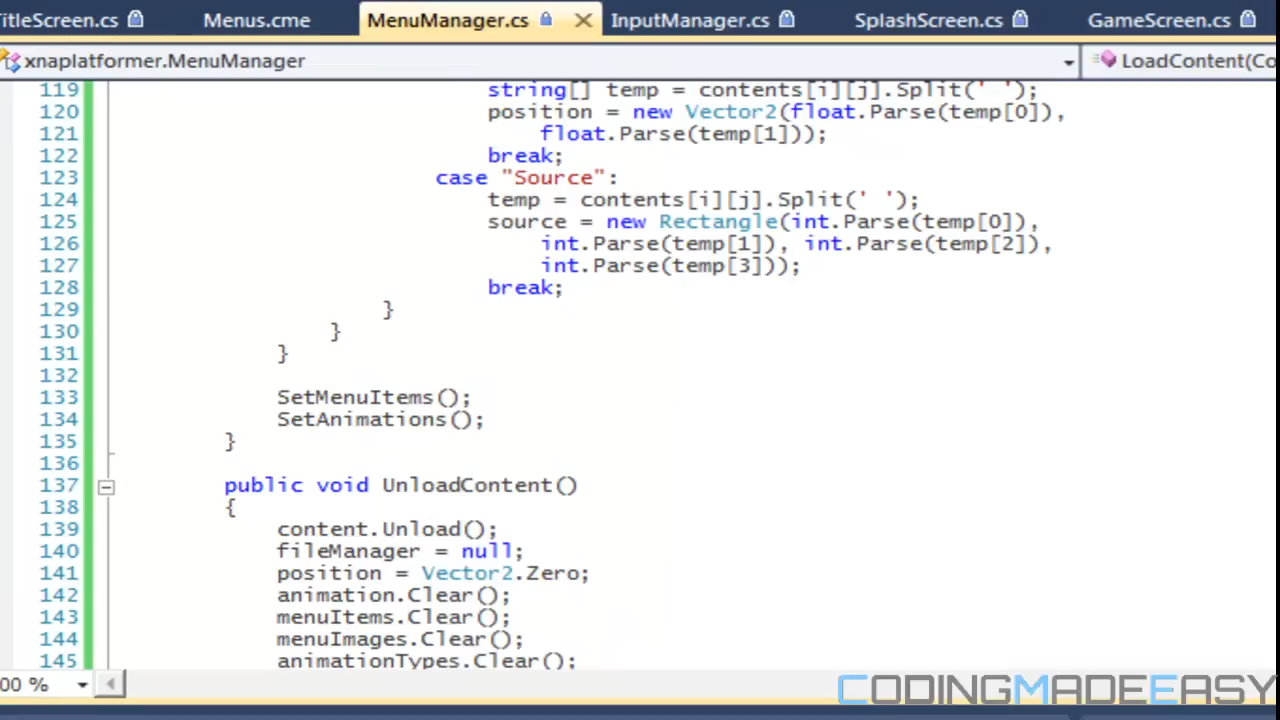 itleScreen.cs Menus.cme MenuManager.cs InputManager.cs SplashScreen.cs GameScreen.cs
xnaplatformer.MenuManager LoadContent(Co
119 string[] temp = contents[i][j].Split(' ');
120 position = new Vector2(float.Parse(temp[0]),
121 float.Parse(temp[1]));
122 break;
123 case "Source":
124 temp = contents[i][j].Split(' ');
125 source = new Rectangle(int.Parse(temp[0]),
126 int.Parse(temp[1]), int.Parse(temp[2]),
127 int.Parse(temp[3]));
128 break;
129 }
130 }
131 }
132
133 SetMenuItems();
134 SetAnimations();
135 }
136
137 public void UnloadContent()
138 {
139 content.Unload();
140 fileManager = null;
141 position = Vector2.Zero;
142 animation.Clear();
143 menuItems.Clear();
144 menuImages.Clear();
145 animationTypes.Clear();
00 %
CODINGMADEEASY